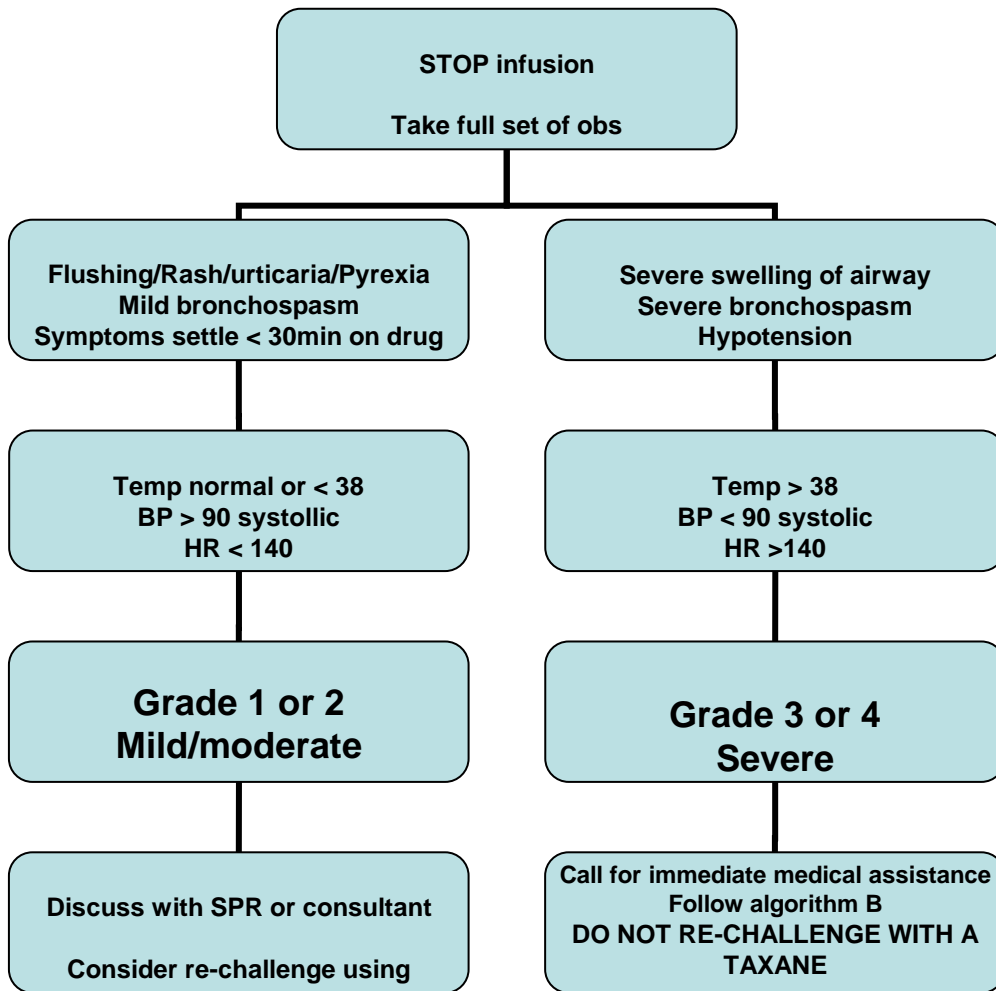 STOP infusion
Take full set of obs
Flushing/Rash/urticaria/Pyrexia
Mild bronchospasm
Symptoms settle < 30min on drug
Severe swelling of airway
Severe bronchospasm
Hypotension
Temp normal or < 38
BP > 90 systollic
HR < 140
Temp > 38
BP < 90 systolic
HR >140
Grade 1 or 2
Mild/moderate
Grade 3 or 4
Severe
Discuss with SPR or consultant
Consider re-challenge using
Call for immediate medical assistance
Follow algorithm B
DO NOT RE-CHALLENGE WITH A
TAXANE